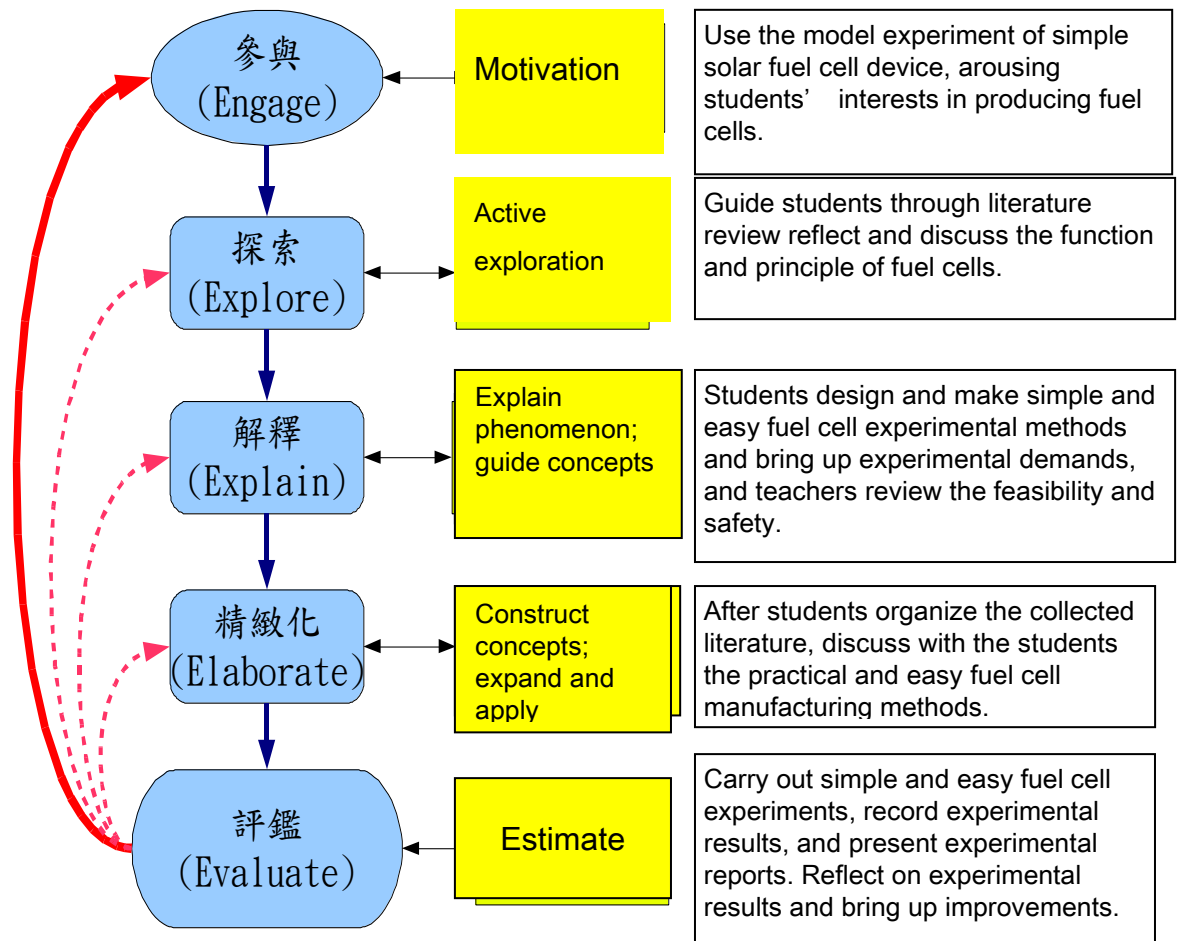 參與
(Engage)
Motivation
Use the model experiment of simple
solar fuel cell device, arousing
students’ interests in producing fuel
cells.
探索
(Explore)
Active
exploration
Guide students through literature
review reflect and discuss the function
and principle of fuel cells.
解釋
(Explain)
Explain
phenomenon;
guide concepts
Students design and make simple and
easy fuel cell experimental methods
and bring up experimental demands,
and teachers review the feasibility and
safety.
精緻化
(Elaborate)
Construct
concepts;
expand and
apply
After students organize the collected
literature, discuss with the students
the practical and easy fuel cell
manufacturing methods.
評鑑
(Evaluate)
Estimate
Carry out simple and easy fuel cell
experiments, record experimental
results, and present experimental
reports. Reflect on experimental
results and bring up improvements.